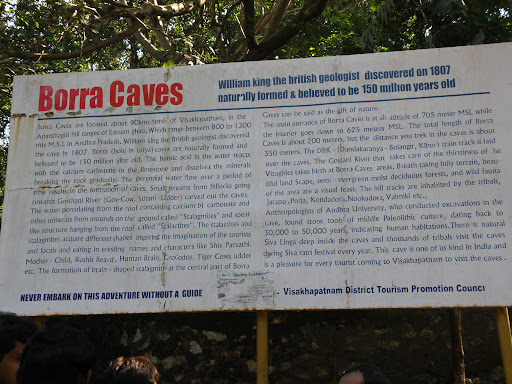 Borra Caves
William king the british geologist discovered on 1807
naturally formed & believed to be 150 million years old
Borra Caves are located about 90kms north of Visakhapatnam, in the
Ananthagiri hill ranges of Eastern ghats, Which range between 800 to 1300
mts M.S.L in Andhra Pradesh, William King the British geologist discovered
the cave in 1807. Borra (hole in telugu)caves are naturally formed and
believed to be 150 million year old. The humic acid in the water reacts
with the calcium carbonate in the limestone and dissolves the minerals
breaking the rock gradually. The perennial water flow over a period of
time results in the formation of caves. Small streams form hillocks going
towards Gosthani River (Gov-Cow, Sthani -Udder) carved out the caves.
The water percolating from the roof containing calcium bi carbonate and
other minerals from mounds on the ground called "Stalagmites" and spear
like structure hanging from the roof called "Stalactites". The stalactites and
stalagmites acquire different shapes inspiring the imagination of the tourists
and locals and eating in existing names and characters like Shiv Parvathi,
Mother - Child, Rushi's Beard, Human Brain, Crocodile, Tiger Cows udder
etc. The formation of brain - shaped stalagmite at the central part of Borra
Caves can be said as the gift of nature.
The main entrance of Borra Caves is at an altitude of 705 meter MSL while
the interior goes down to 625 meters MSL. The total length of Borra
Caves is about 200 meters, but the distance you trek in the caves is about
350 meters. The DBK (Dandakaranya - Bolangir, Kibur) train track is laid
over the caves. The Gostani River that takes care of the thirstiness of
Vizagities takes birth at Borra Caves areas. Breath taking hilly terrain, beau-
tiful land Scape, semi - evergreen moist deciduous forests, and wild fauna
of the area are a visual feast. The hill tracks are inhabited by the tribals,
Jatapu, Porja, Kondadora, Nookadora, Valmiki etc.,
Anthropologists of Andhra University, who conducted excavations in the
cave, found stone tools of middle Paleolithic culture, daring back to
30,000 to 50,000 years, indicating human habitations. There is natural
Siva Linga deep inside the caves and thousands of tribals visit the caves
daring Siva ratri festival every year. This cave is one of its kind in India and
is a pleasure for every tourist coming to Visakhapatnam to visit the caves -
NEVER EMBARK ON THIS ADVENTURE WITHOUT A GUIDE
- Visakhapatnam District Tourism Promotion Counci